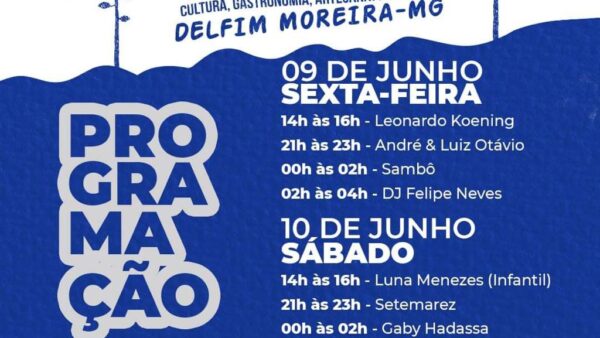 CULTURA, GASTRONOMIA,
DELFIM MOREIRA-MG
PRO
GRA
MA
ÇÃO
09 DE JUNHO
SEXTA-FEIRA
14h às 16h - Leonardo Koening
21h às 23h - André & Luiz Otávio
00h às 02h - Sambô
02h às 04h - DJ Felipe Neves
10 DE JUNHO
SÁBADO
14h às 16h - Luna Menezes (Infantil)
21h às 23h - Setemarez
00h às 02h - Gaby Hadassa